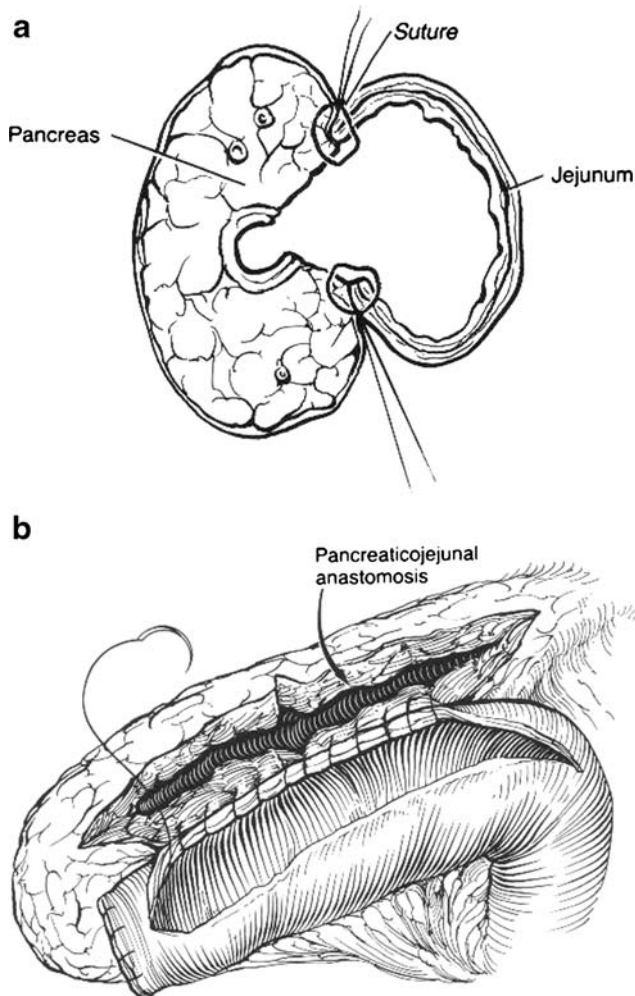 a
Suture
Pancreas
Jejunum
b
Pancreaticojejunal
anastomosis